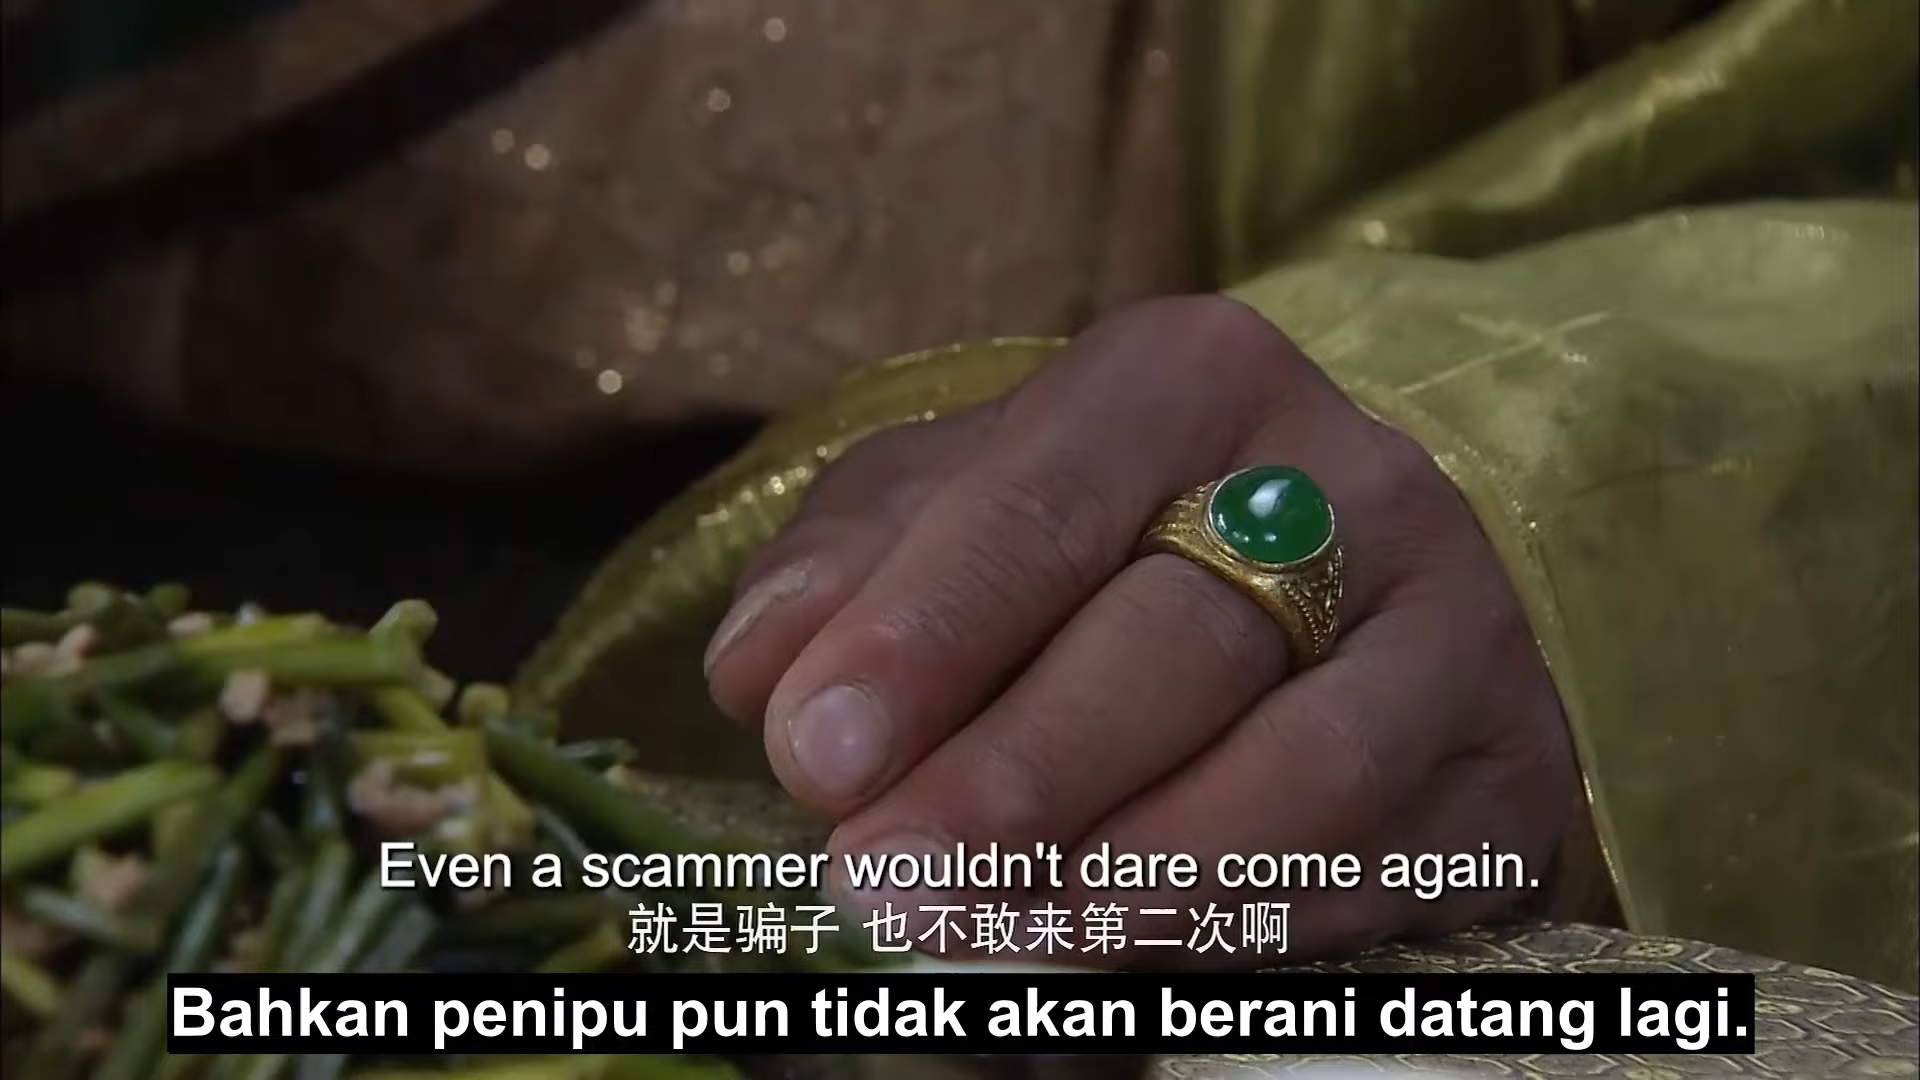 Even a scammer wouldn't dare come again.
就是骗子 也不敢来第二次啊
Bahkan penipu pun tidak akan berani datang lagi.